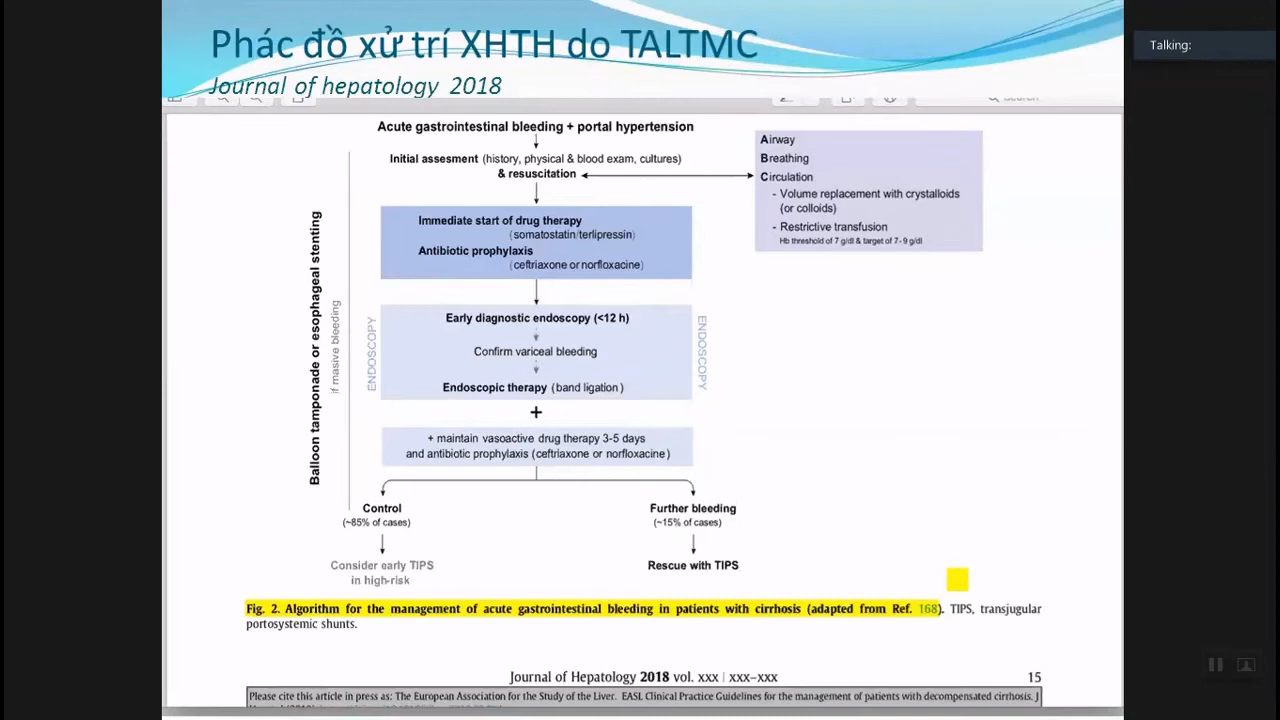 Phác đồ xử trí XHTH do TALTMC
Journal of hepatology 2018
Talking:
Acute gastrointestinal bleeding + portal hypertension
Initial assesment (history, physical & blood exam, cultures)
& resuscitation
Airway
Breathing
Circulation
- Volume replacement with crystalloids
(or colloids)
- Restrictive transfusion
Hb threshold of 7 g/dl & target of 7-9 g/dl
Immediate start of drug therapy
(somatostatin/terlipressin)
Antibiotic prophylaxis
(ceftriaxone or norfloxacine)
Balloon tamponade or esophageal stenting
if masive bleeding
ENDOSCOPY
Early diagnostic endoscopy (<12 h)
Confirm variceal bleeding
Endoscopic therapy (band ligation)
ENDOSCOPY
+
+ maintain vasoactive drug therapy 3-5 days
and antibiotic prophylaxis (ceftriaxone or norfloxacine)
Control
(~85% of cases)
Further bleeding
(~15% of cases)
Consider early TIPS
in high-risk
Rescue with TIPS
Fig. 2. Algorithm for the management of acute gastrointestinal bleeding in patients with cirrhosis (adapted from Ref. 168). TIPS, transjugular
portosystemic shunts.
Journal of Hepatology 2018 vol. xxx | xxx–xxx
15
Please cite this article in press as: The European Association for the Study of the Liver. EASL Clinical Practice Guidelines for the management of patients with decompensated cirrhosis. J